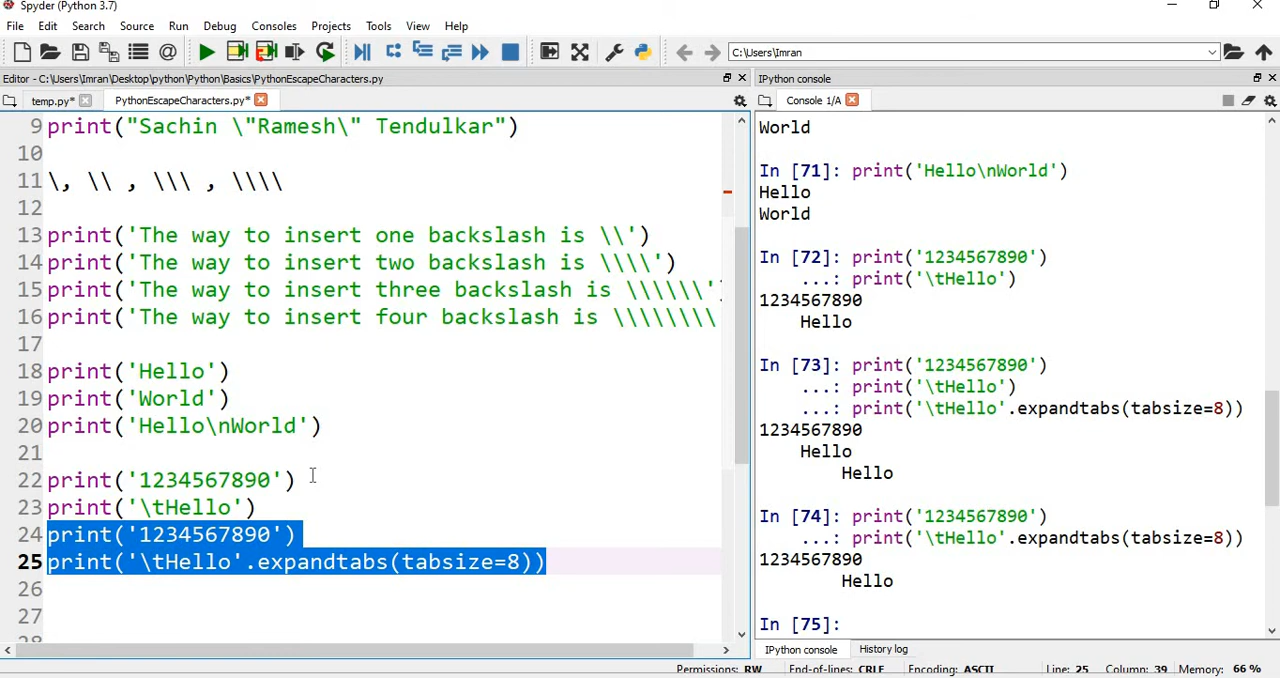 Spyder (Python 3.7)
File Edit Search Source Run Debug Consoles Projects Tools View Help
C:\Users\Imran
Editor - C:\Users\Imran\Desktop\python\Python\Basics\PythonEscapeCharacters.py
temp.py* PythonEscapeCharacters.py*
9 print("Sachin \"Ramesh\" Tendulkar")
10
11 \, \\ , \\\ , \\\\
12
13 print('The way to insert one backslash is \\')
14 print('The way to insert two backslash is \\\\')
15 print('The way to insert three backslash is \\\\\\'
16 print('The way to insert four backslash is \\\\\\\\
17
18 print('Hello')
19 print('World')
20 print('Hello\nWorld')
21
22 print('1234567890')
23 print('\tHello')
24 print('1234567890')
25 print('\tHello'.expandtabs(tabsize=8))
26
27
IPython console
Console 1/A
World
In [71]: print('Hello\nWorld')
Hello
World
In [72]: print('1234567890')
...: print('\tHello')
1234567890
Hello
In [73]: print('1234567890')
...: print('\tHello')
...: print('\tHello'.expandtabs(tabsize=8))
1234567890
Hello
Hello
In [74]: print('1234567890')
...: print('\tHello'.expandtabs(tabsize=8))
1234567890
Hello
In [75]:
IPython console History log
Permissions: RW End-of-lines: CRLF Encoding: ASCII Line: 25 Column: 39 Memory: 66 %